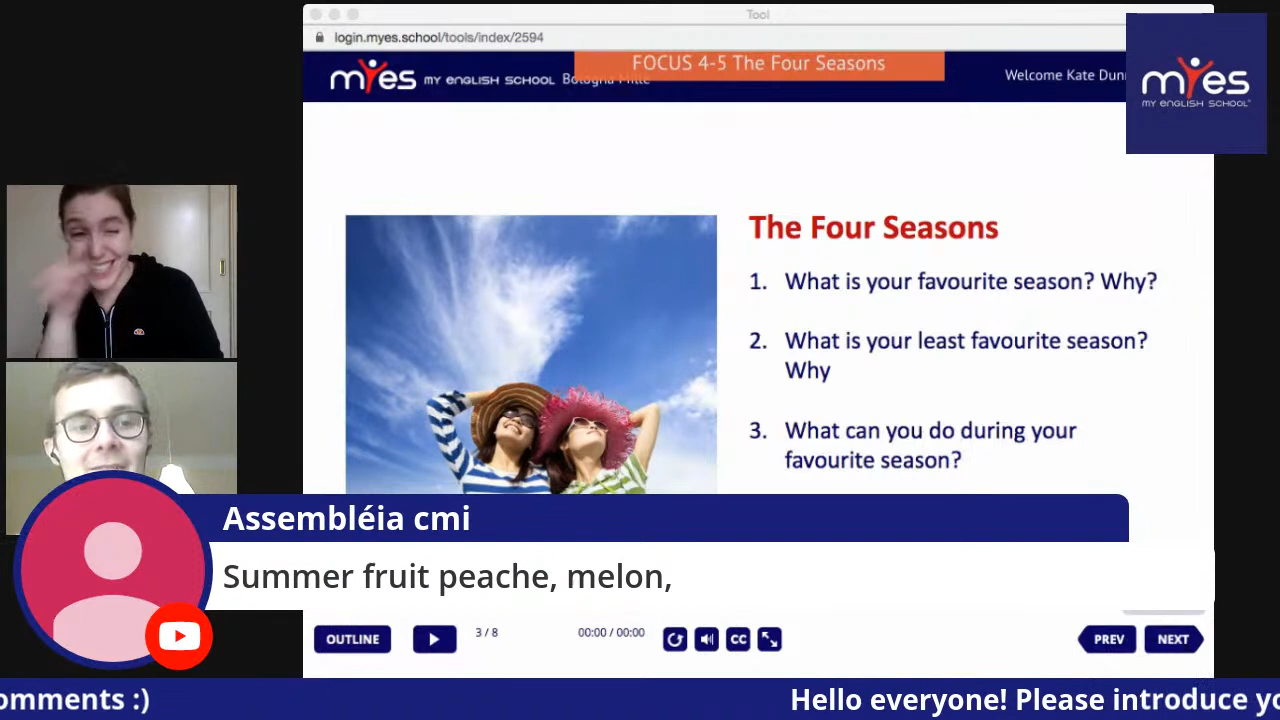 Tool
login.myes.school/tools/index/2594
FOCUS 4-5 The Four Seasons
myes MY ENGLISH SCHOOL Bologna Mille
Welcome Kate Dun
myes
MY ENGLISH SCHOOL
The Four Seasons
1. What is your favourite season? Why?
2. What is your least favourite season?
Why
3. What can you do during your
favourite season?
Assembléia cmi
Summer fruit peache, melon,
OUTLINE
3 / 8
00:00 / 00:00
CC
PREV
NEXT
omments :)
Hello everyone! Please introduce yo